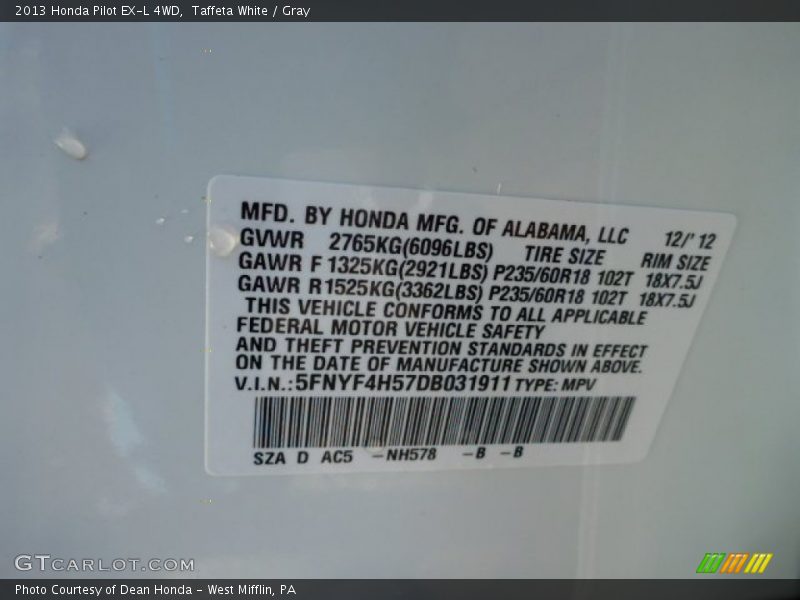 2013 Honda Pilot EX-L 4WD, Taffeta White / Gray
MFD. BY HONDA MFG. OF ALABAMA, LLC 12/' 12
GVWR 2765KG(6096LBS) TIRE SIZE RIM SIZE
GAWR F 1325KG(2921LBS) P235/60R18 102T 18X7.5J
GAWR R 1525KG(3362LBS) P235/60R18 102T 18X7.5J
THIS VEHICLE CONFORMS TO ALL APPLICABLE
FEDERAL MOTOR VEHICLE SAFETY
AND THEFT PREVENTION STANDARDS IN EFFECT
ON THE DATE OF MANUFACTURE SHOWN ABOVE.
V.I.N.:5FNYF4H57DB031911 TYPE: MPV
SZA D AC5 -NH578 -B -B
GTCARLOT.COM
Photo Courtesy of Dean Honda - West Mifflin, PA